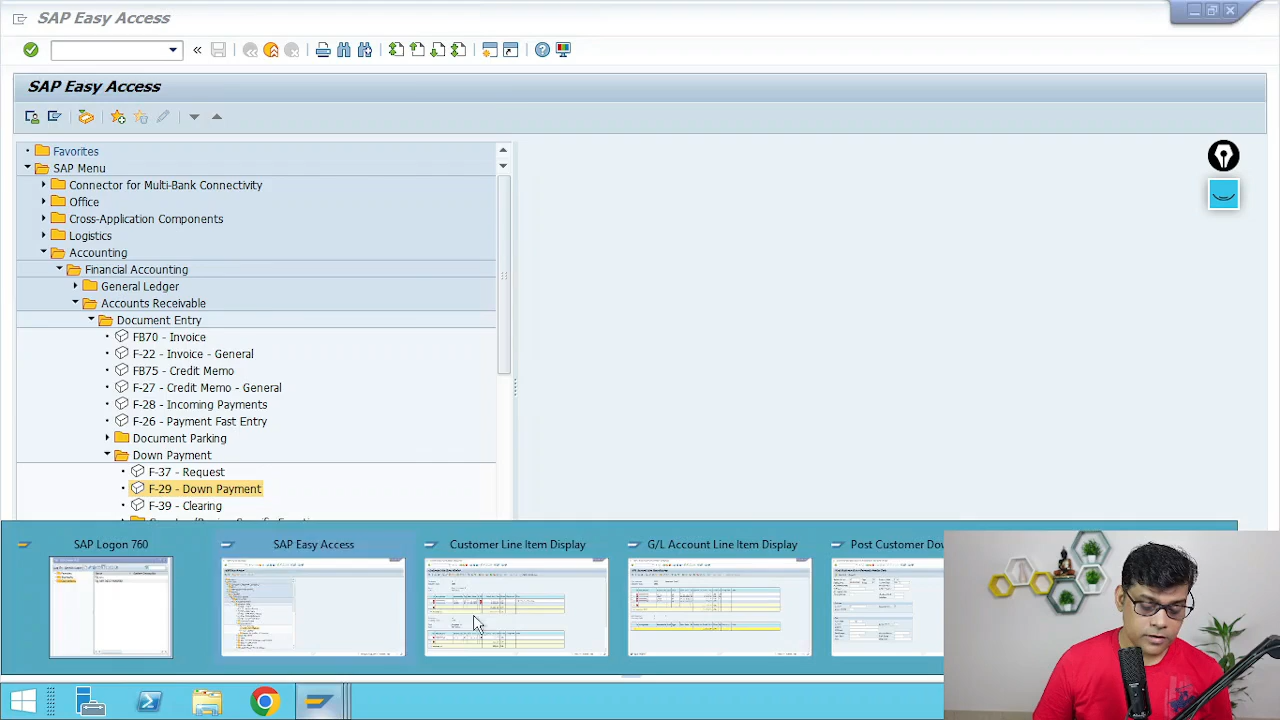 SAP Easy Access
SAP Easy Access
Favorites
SAP Menu
Connector for Multi-Bank Connectivity
Office
Cross-Application Components
Logistics
Accounting
Financial Accounting
General Ledger
Accounts Receivable
Document Entry
FB70 - Invoice
F-22 - Invoice - General
FB75 - Credit Memo
F-27 - Credit Memo - General
F-28 - Incoming Payments
F-26 - Payment Fast Entry
Document Parking
Down Payment
F-37 - Request
F-29 - Down Payment
F-39 - Clearing
SAP Logon 760
SAP Easy Access
Customer Line Item Display
G/L Account Line Item Display
Post Customer Dow